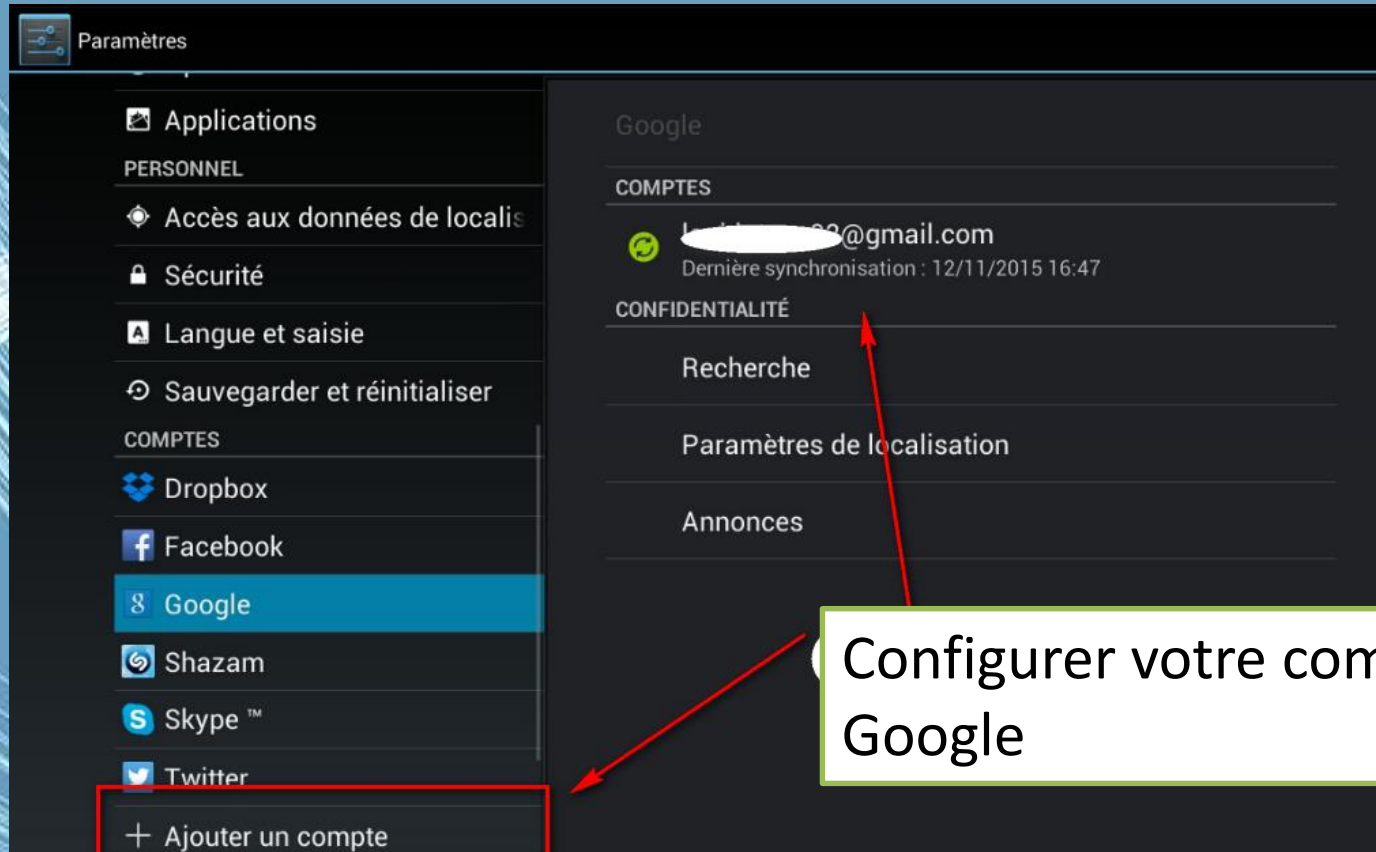 Paramètres
Applications
PERSONNEL
Accès aux données de localis
Sécurité
Langue et saisie
Sauvegarder et réinitialiser
COMPTES
Dropbox
Facebook
Google
Shazam
Skype ™
Twitter
+ Ajouter un compte
Google
COMPTES
@gmail.com
Dernière synchronisation : 12/11/2015 16:47
CONFIDENTIALITÉ
Recherche
Paramètres de localisation
Annonces
Configurer votre com
Google